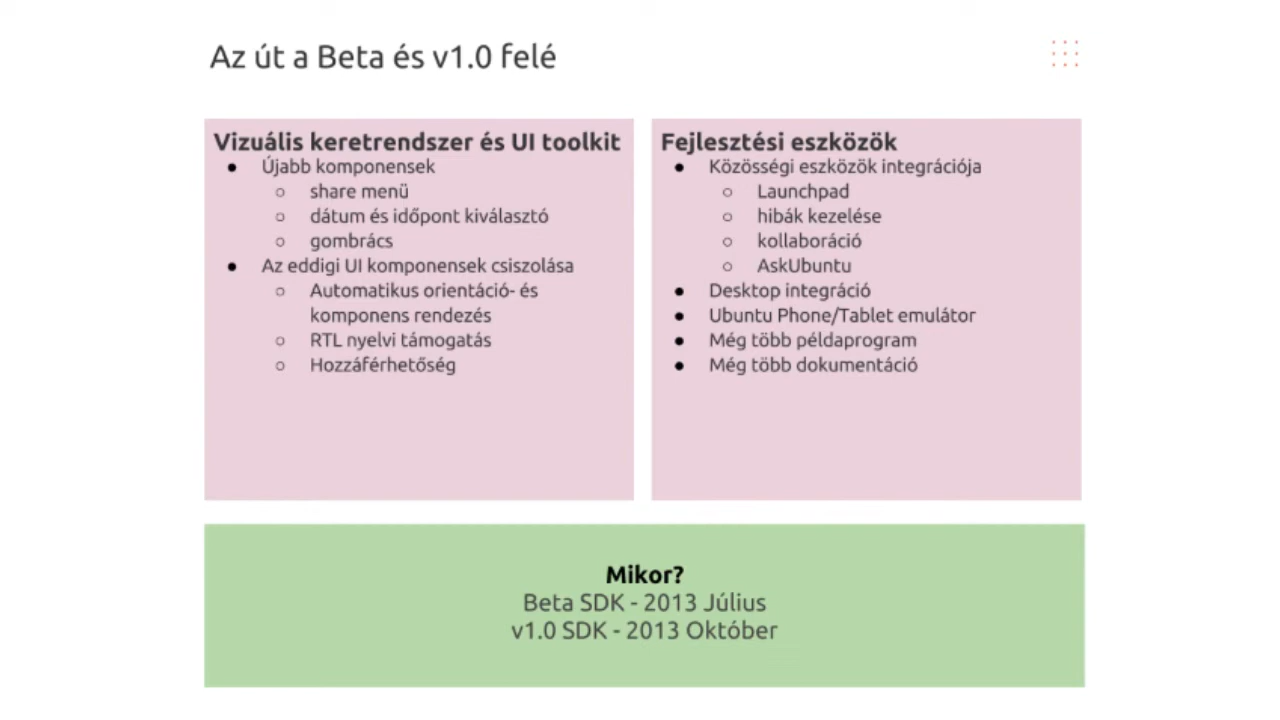 Az út a Beta és v1.0 felé
Vizuális keretrendszer és UI toolkit
● Újabb komponensek
○ share menü
○ dátum és időpont kiválasztó
○ gombrács
● Az eddigi UI komponensek csiszolása
○ Automatikus orientáció- és
komponens rendezés
○ RTL nyelvi támogatás
○ Hozzáférhetőség
Fejlesztési eszközök
● Közösségi eszközök integrációja
○ Launchpad
○ hibák kezelése
○ kollaboráció
○ AskUbuntu
● Desktop integráció
● Ubuntu Phone/Tablet emulátor
● Még több példaprogram
● Még több dokumentáció
Mikor?
Beta SDK - 2013 Július
v1.0 SDK - 2013 Október